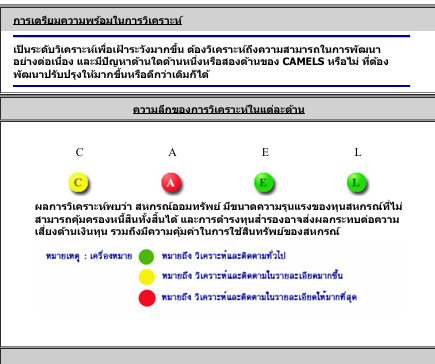 การเตรียมความพร้อมในการวิเคราะห์
เป็นระดับวิเคราะห์เพื่อเฝ้าระวังมากขึ้น ต้องวิเคราะห์ถึงความสามารถในการพัฒนา
อย่างต่อเนื่อง และมีปัญหาด้านใดด้านหนึ่งหรือสองด้านของ CAMELS หรือไม่ ที่ต้อง
พัฒนาปรับปรุงให้มากขึ้นหรือดีกว่าเดิมก็ได้
ความลึกของการวิเคราะห์ในแต่ละด้าน
C A E L
C A E L
ผลการวิเคราะห์พบว่า สหกรณ์ออมทรัพย์ มีขนาดความรุนแรงของทุนสหกรณ์ที่ไม่
สามารถคุ้มครองหนี้สินทั้งสิ้นได้ และการดำรงทุนสำรองอาจส่งผลกระทบต่อความ
เสี่ยงด้านเงินทุน รวมถึงมีความคุ้มค่าในการใช้สินทรัพย์ของสหกรณ์
หมายเหตุ : เครื่องหมาย หมายถึง วิเคราะห์และติดตามทั่วไป
หมายถึง วิเคราะห์และติดตามในรายละเอียดมากขึ้น
หมายถึง วิเคราะห์และติดตามในรายละเอียดให้มากที่สุด